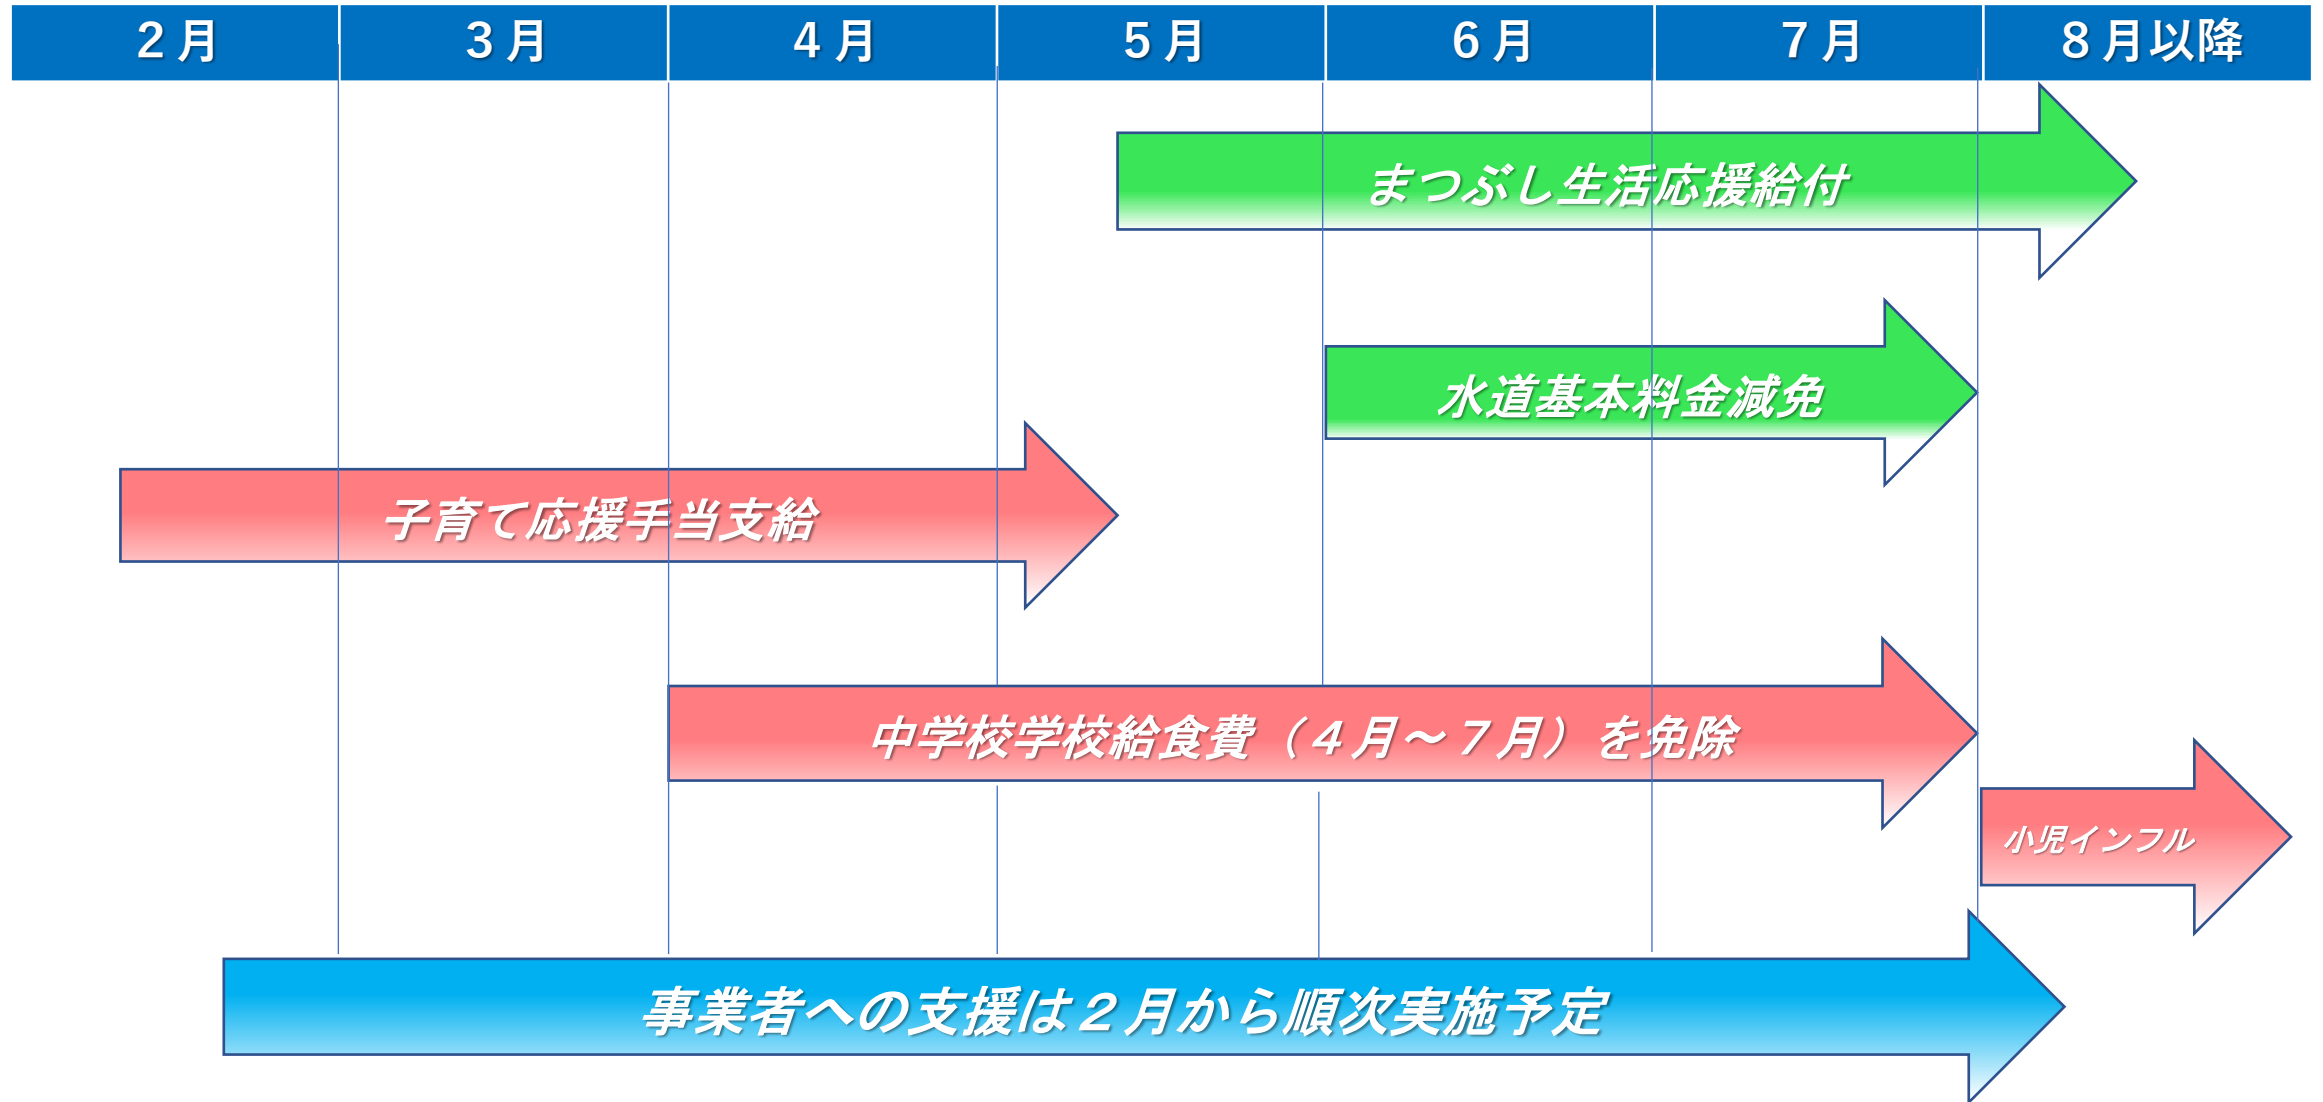 ２月 ３月 ４月 ５月 ６月 ７月 ８月以降
まつぶし生活応援給付
水道基本料金減免
子育て応援手当支給
中学校学校給食費（４月～７月）を免除
小児インフル
事業者への支援は２月から順次実施予定